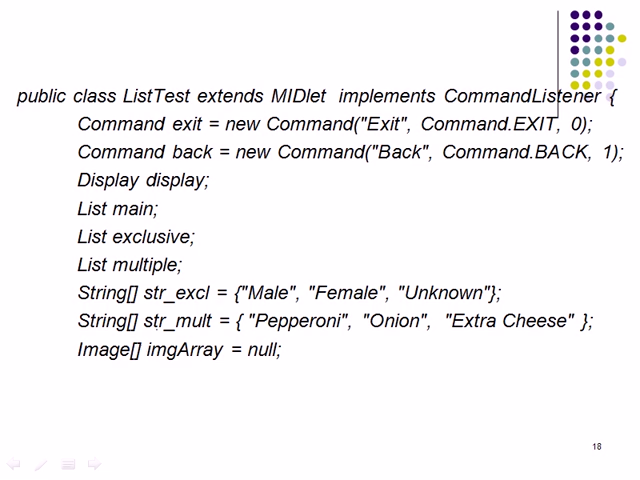 public class ListTest extends MIDlet implements CommandListener {
Command exit = new Command("Exit", Command.EXIT, 0);
Command back = new Command("Back", Command.BACK, 1);
Display display;
List main;
List exclusive;
List multiple;
String[] str_excl = {"Male", "Female", "Unknown"};
String[] str_mult = { "Pepperoni", "Onion", "Extra Cheese" };
Image[] imgArray = null;
18